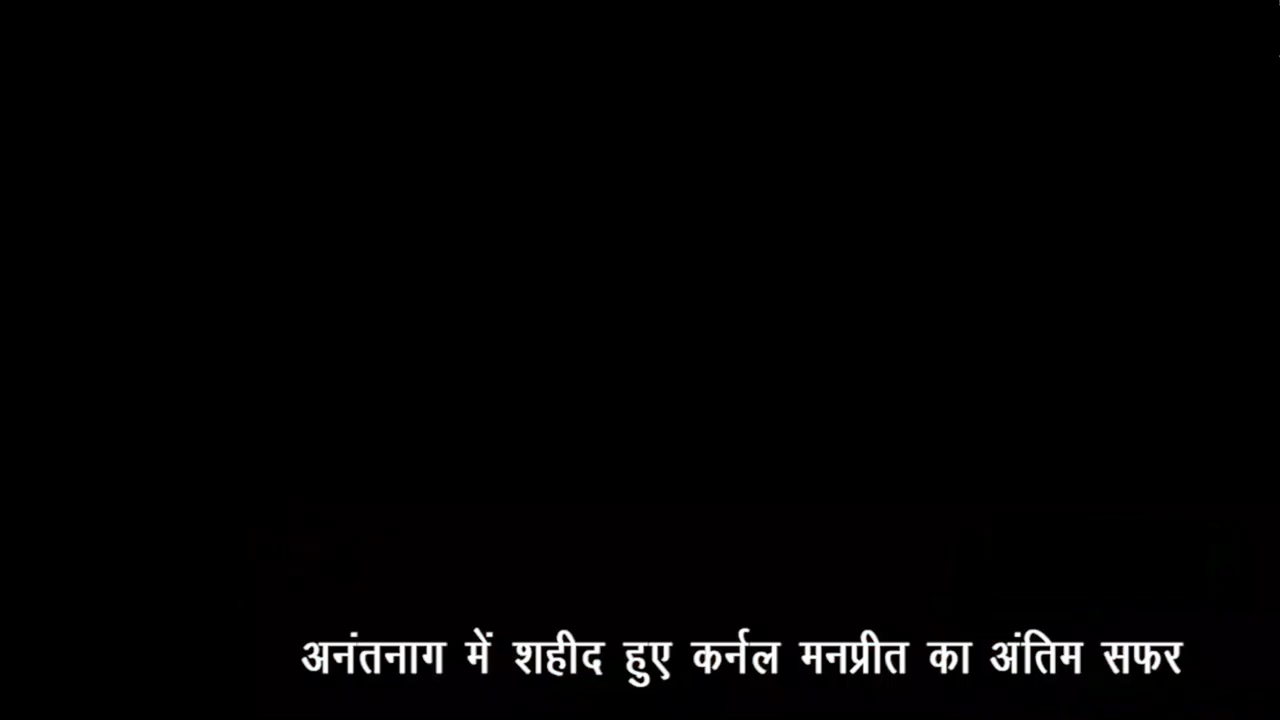 अनंतनाग में शहीद हुए कर्नल मनप्रीत का अंतिम सफर